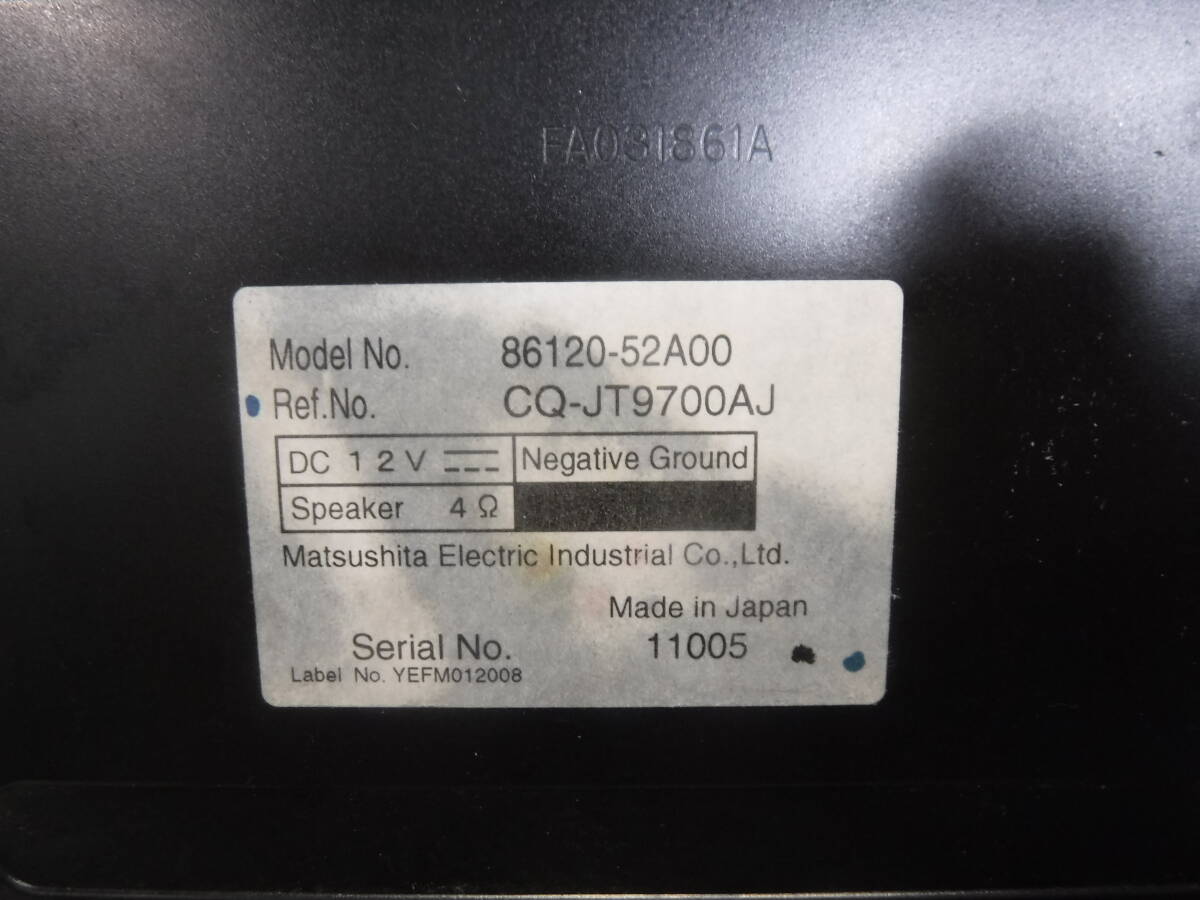 FA031861A
Model No. 86120-52A00
Ref.No. CQ-JT9700AJ
DC 12V Negative Ground
Speaker 4Ω
Matsushita Electric Industrial Co.,Ltd.
Made in Japan
Serial No. 11005
Label No. YEFM012008